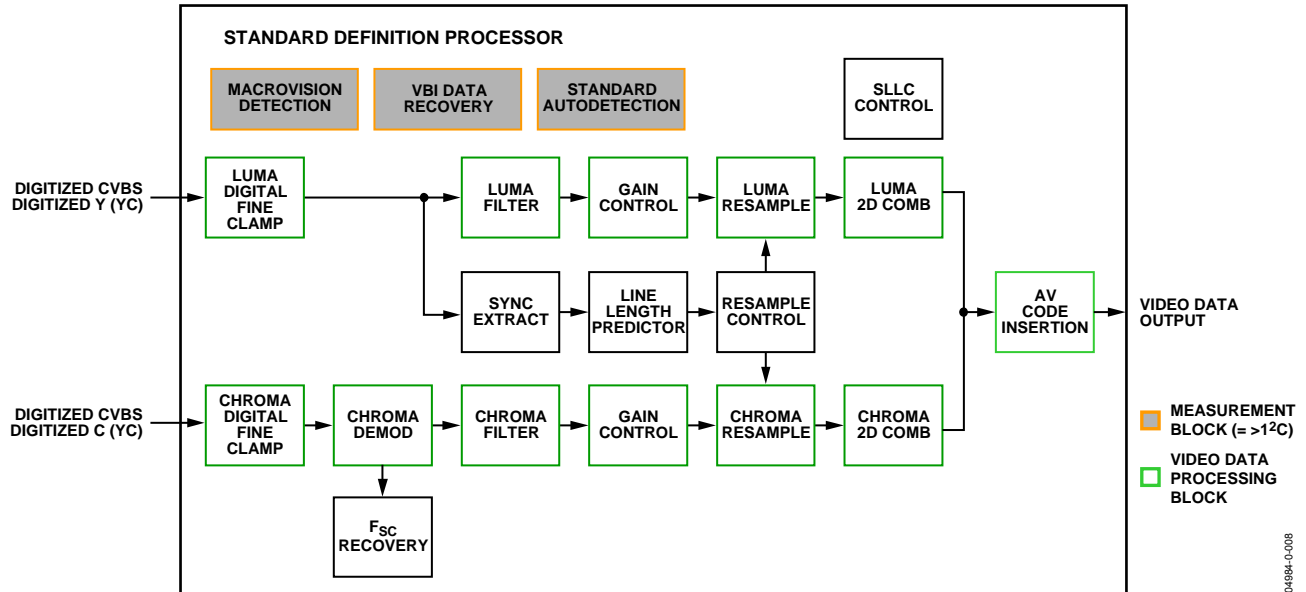 STANDARD DEFINITION PROCESSOR
MACROVISION
DETECTION
VBI DATA
RECOVERY
STANDARD
AUTODETECTION
SLLC
CONTROL
DIGITIZED CVBS
DIGITIZED Y (YC)
LUMA
DIGITAL
FINE
CLAMP
LUMA
FILTER
GAIN
CONTROL
LUMA
RESAMPLE
LUMA
2D COMB
SYNC
EXTRACT
LINE
LENGTH
PREDICTOR
RESAMPLE
CONTROL
AV
CODE
INSERTION
VIDEO DATA
OUTPUT
DIGITIZED CVBS
DIGITIZED C (YC)
CHROMA
DIGITAL
FINE
CLAMP
CHROMA
DEMOD
CHROMA
FILTER
GAIN
CONTROL
CHROMA
RESAMPLE
CHROMA
2D COMB
FSC
RECOVERY
MEASUREMENT
BLOCK (= >1²C)
VIDEO DATA
PROCESSING
BLOCK
04984-0-008